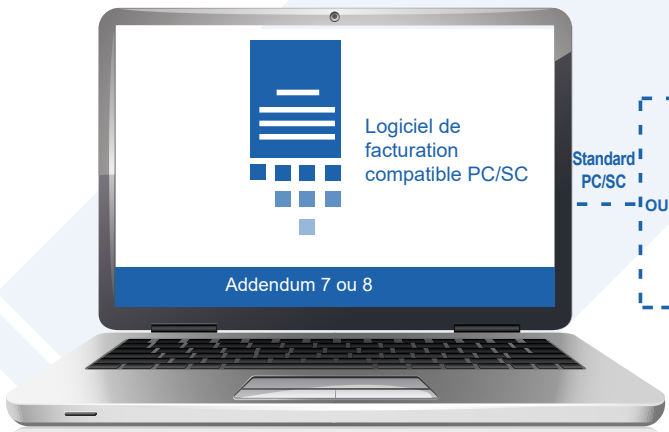 Logiciel de
facturation
compatible PC/SC
Standard
PC/SC
OU
Addendum 7 ou 8